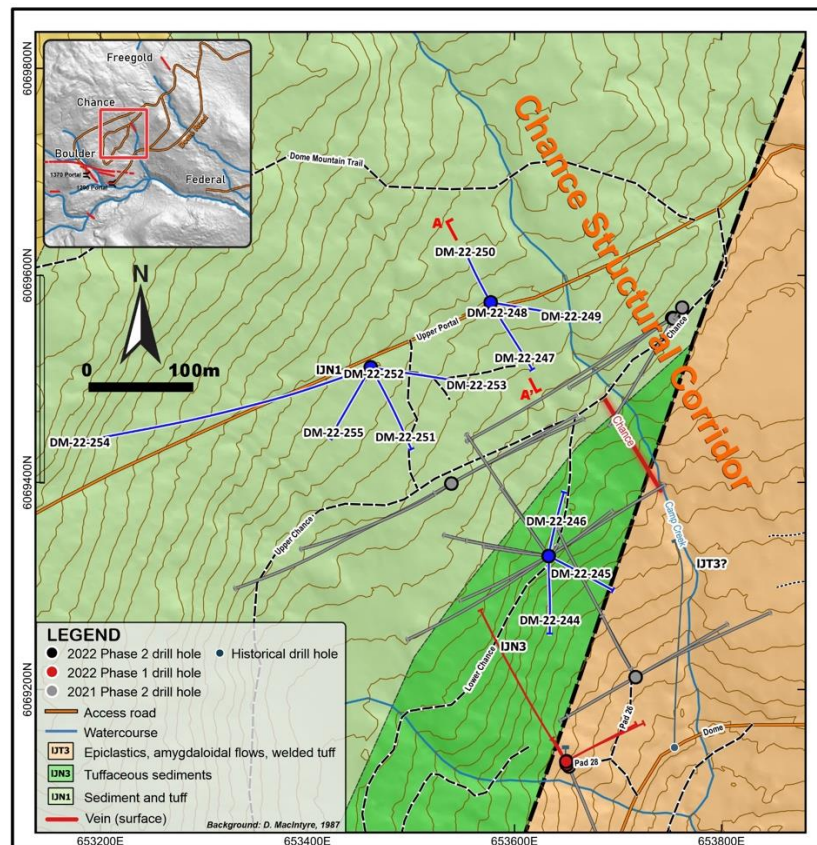 6069800N
6069600N
6069400N
6069200N
Freegold
Chance
Boulder
1370 Portal
1290 Portal
Federal
N
0 100m
Dome Mountain Trail
Chance Structural Corridor
A
DM-22-250
DM-22-248
DM-22-249
Upper Portal
Chance
DM-22-247
IJN1
DM-22-252
DM-22-253
A'
DM-22-254
DM-22-255
DM-22-251
Chance
Upper Chance
DM-22-246
Camp Creek
DM-22-245
IJT3?
DM-22-244
IJN3
Lower Chance
Pad 26
Dome
Pad 28
LEGEND
2022 Phase 2 drill hole
Historical drill hole
2022 Phase 1 drill hole
2021 Phase 2 drill hole
Access road
Watercourse
IJT3 Epiclastics, amygdaloidal flows, welded tuff
IJN3 Tuffaceous sediments
IJN1 Sediment and tuff
Vein (surface)
Background: D. MacIntyre, 1987
653200E 653400E 653600E 653800E